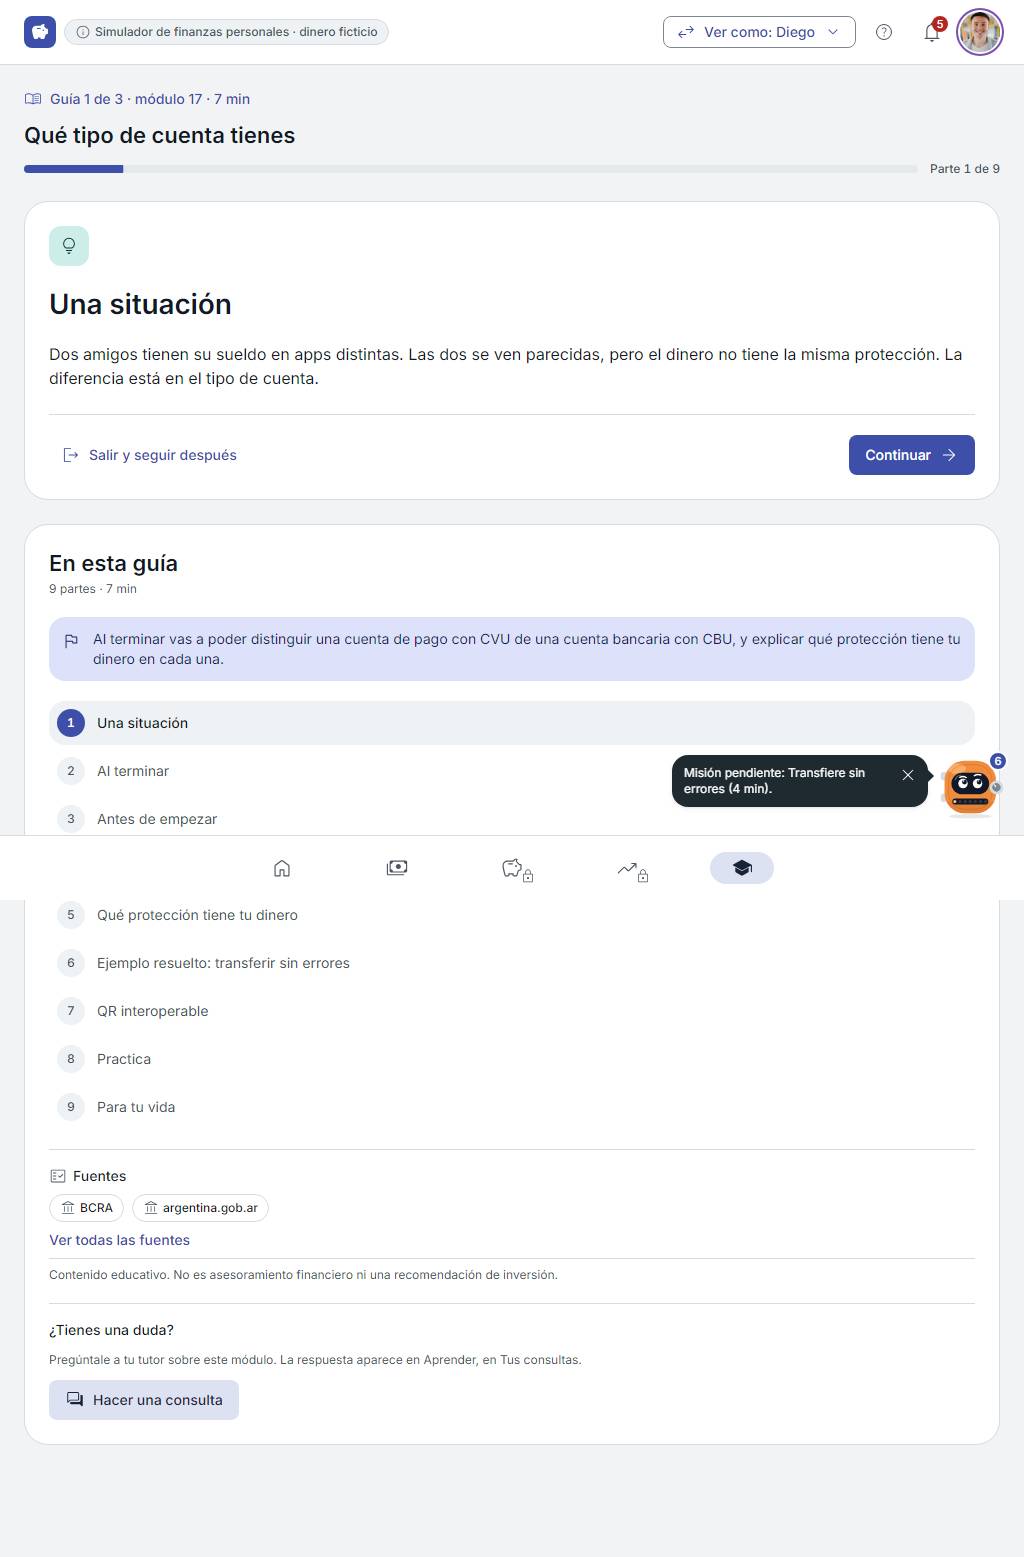 Simulador de finanzas personales · dinero ficticio
Ver como: Diego
5
Guía 1 de 3 · módulo 17 · 7 min
Qué tipo de cuenta tienes
Parte 1 de 9
Una situación
Dos amigos tienen su sueldo en apps distintas. Las dos se ven parecidas, pero el dinero no tiene la misma protección. La
diferencia está en el tipo de cuenta.
Salir y seguir después
Continuar
En esta guía
9 partes · 7 min
Al terminar vas a poder distinguir una cuenta de pago con CVU de una cuenta bancaria con CBU, y explicar qué protección tiene tu
dinero en cada una.
1 Una situación
2 Al terminar
Misión pendiente: Transfiere sin
errores (4 min).
6
3 Antes de empezar
5 Qué protección tiene tu dinero
6 Ejemplo resuelto: transferir sin errores
7 QR interoperable
8 Practica
9 Para tu vida
Fuentes
BCRA
argentina.gob.ar
Ver todas las fuentes
Contenido educativo. No es asesoramiento financiero ni una recomendación de inversión.
¿Tienes una duda?
Pregúntale a tu tutor sobre este módulo. La respuesta aparece en Aprender, en Tus consultas.
Hacer una consulta